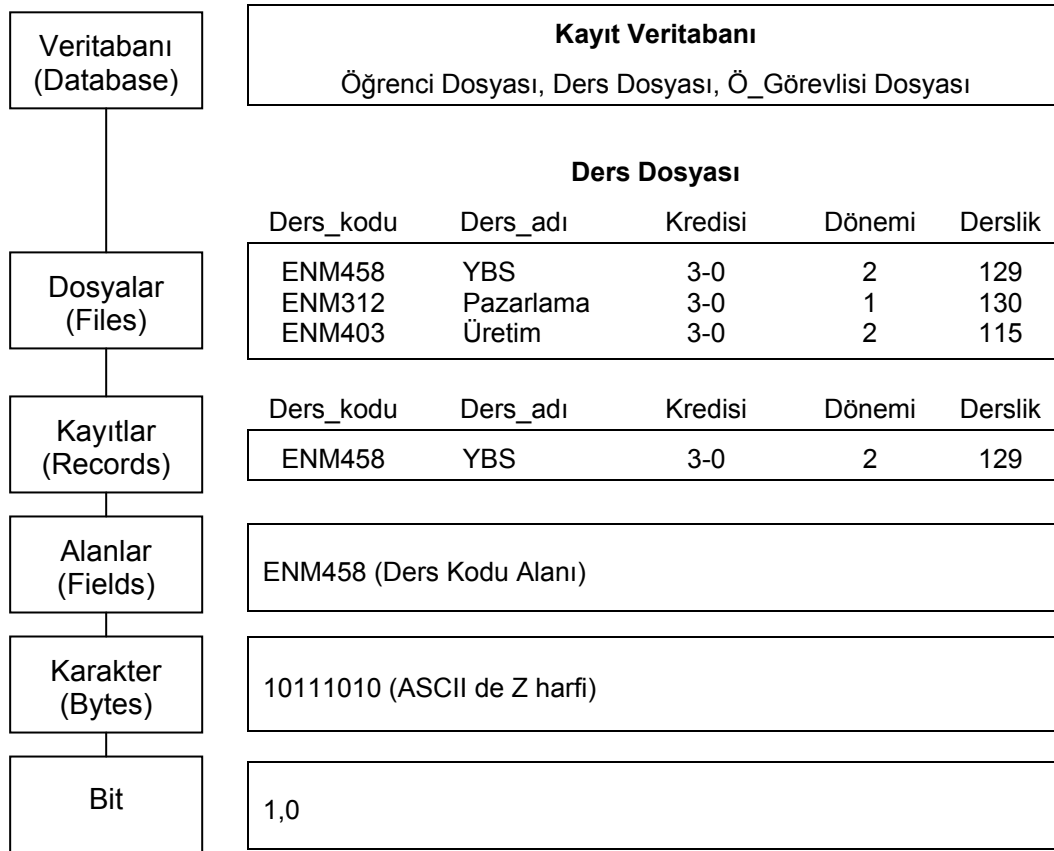 Veritabanı
(Database)
Kayıt Veritabanı
Öğrenci Dosyası, Ders Dosyası, Ö_Görevlisi Dosyası
Ders Dosyası
Ders_kodu Ders_adı Kredisi Dönemi Derslik
Dosyalar
(Files)
ENM458 YBS 3-0 2 129
ENM312 Pazarlama 3-0 1 130
ENM403 Üretim 3-0 2 115
Kayıtlar
(Records)
Ders_kodu Ders_adı Kredisi Dönemi Derslik
ENM458 YBS 3-0 2 129
Alanlar
(Fields)
ENM458 (Ders Kodu Alanı)
Karakter
(Bytes)
10111010 (ASCII de Z harfi)
Bit
1,0